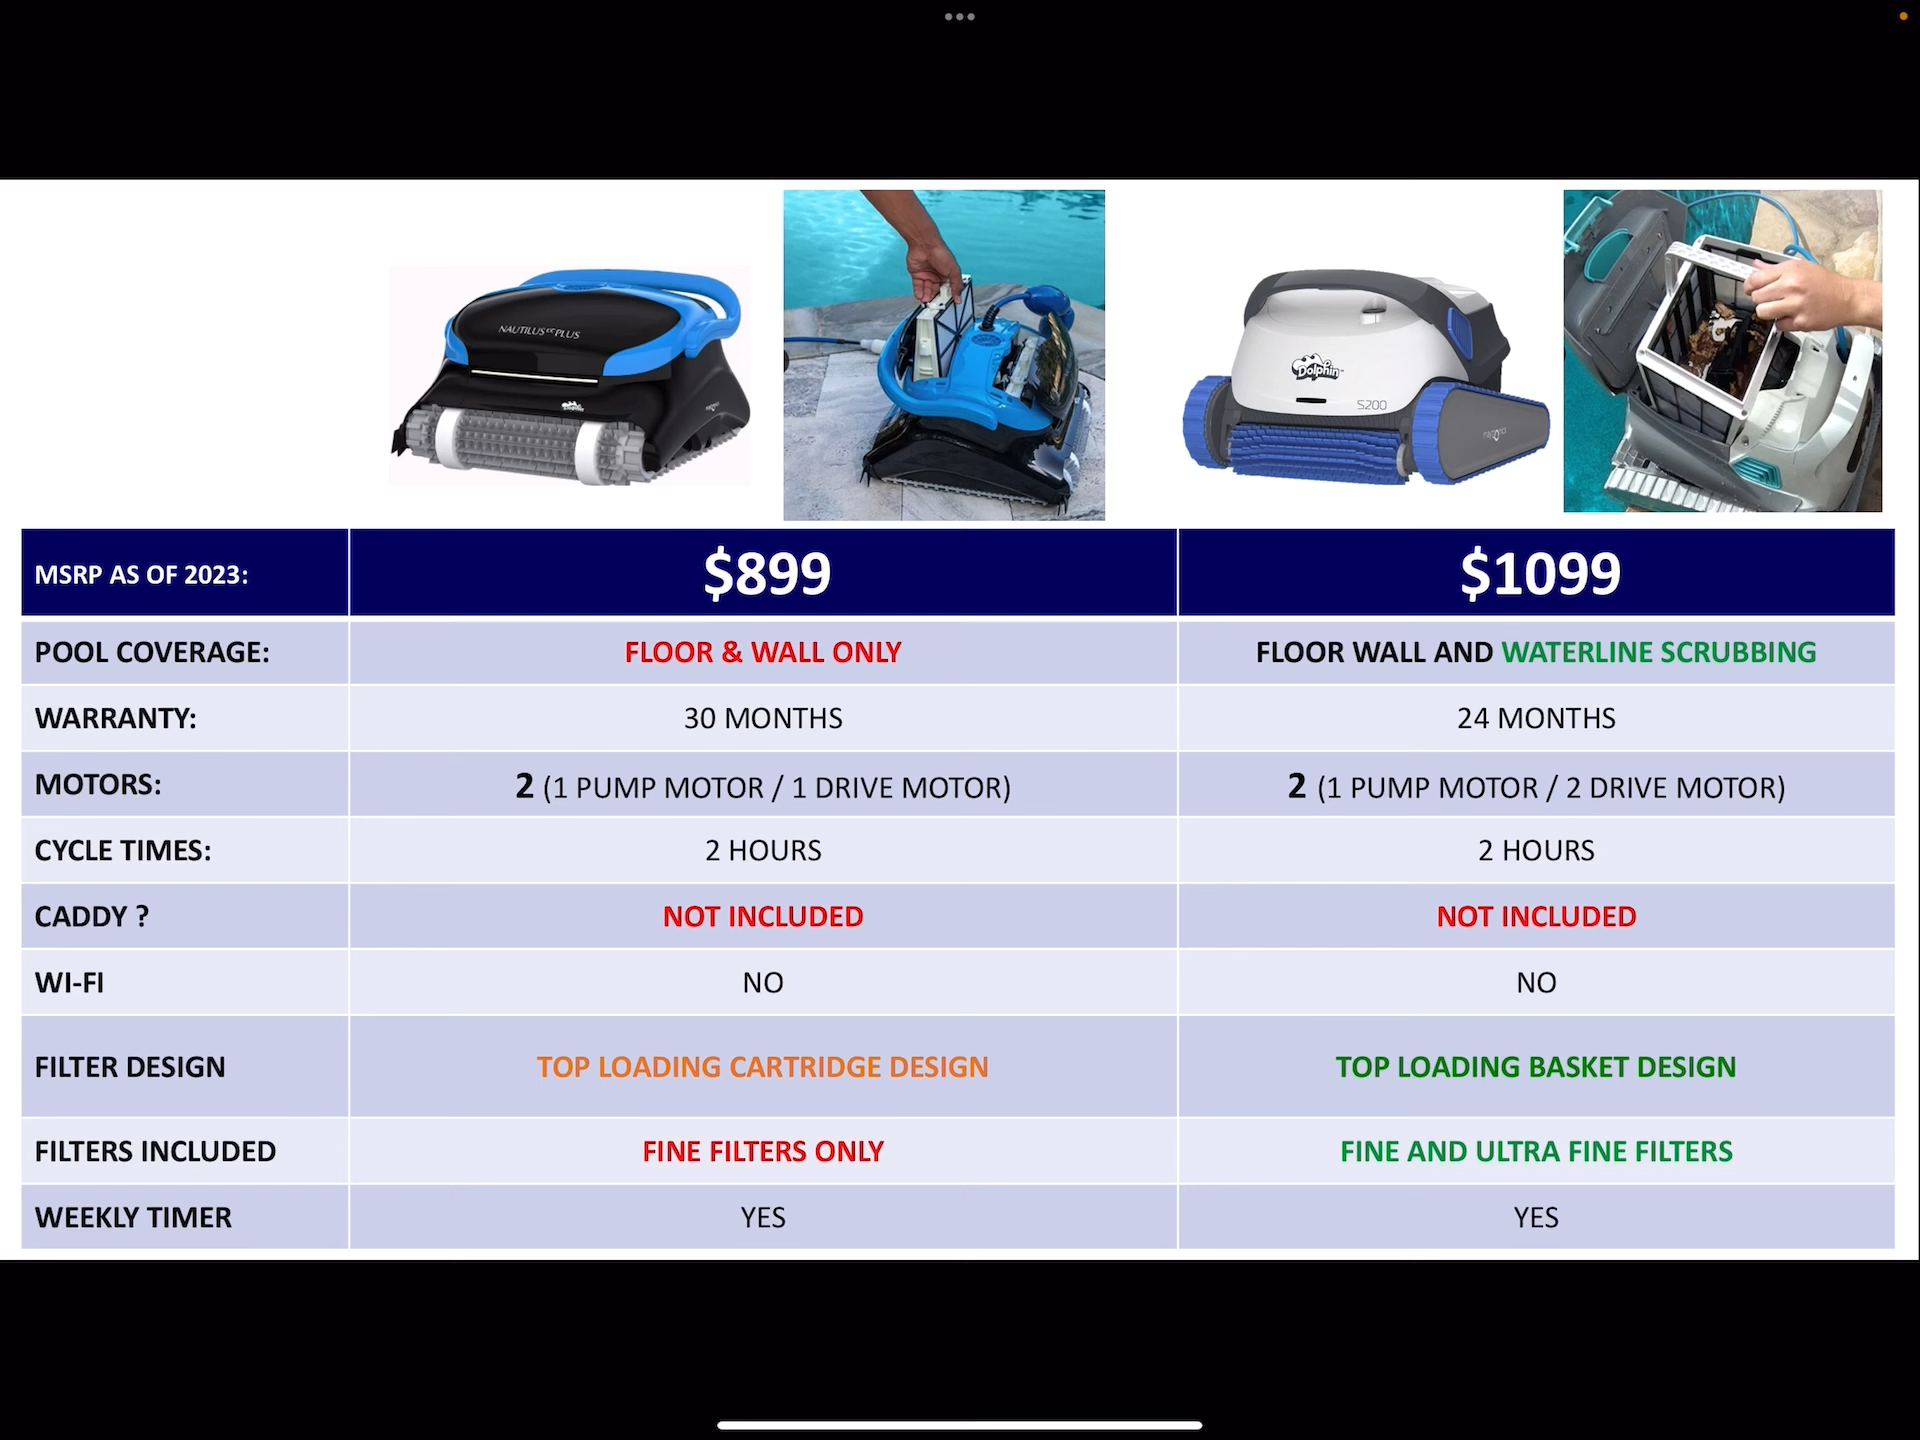 NAUTILUS CC PLUS
Dolphin
S200
maytronics
MSRP AS OF 2023:
$899
$1099
POOL COVERAGE:
FLOOR & WALL ONLY
FLOOR WALL AND WATERLINE SCRUBBING
WARRANTY:
30 MONTHS
24 MONTHS
MOTORS:
2 (1 PUMP MOTOR / 1 DRIVE MOTOR)
2 (1 PUMP MOTOR / 2 DRIVE MOTOR)
CYCLE TIMES:
2 HOURS
2 HOURS
CADDY ?
NOT INCLUDED
NOT INCLUDED
WI-FI
NO
NO
FILTER DESIGN
TOP LOADING CARTRIDGE DESIGN
TOP LOADING BASKET DESIGN
FILTERS INCLUDED
FINE FILTERS ONLY
FINE AND ULTRA FINE FILTERS
WEEKLY TIMER
YES
YES